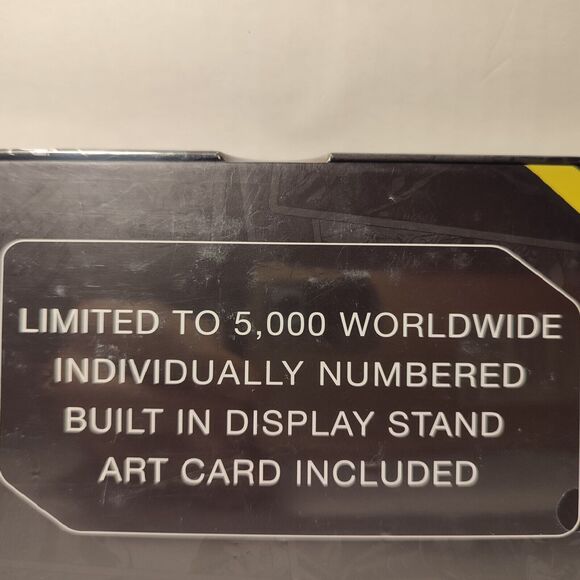 LIMITED TO 5,000 WORLDWIDE
INDIVIDUALLY NUMBERED
BUILT IN DISPLAY STAND
ART CARD INCLUDED